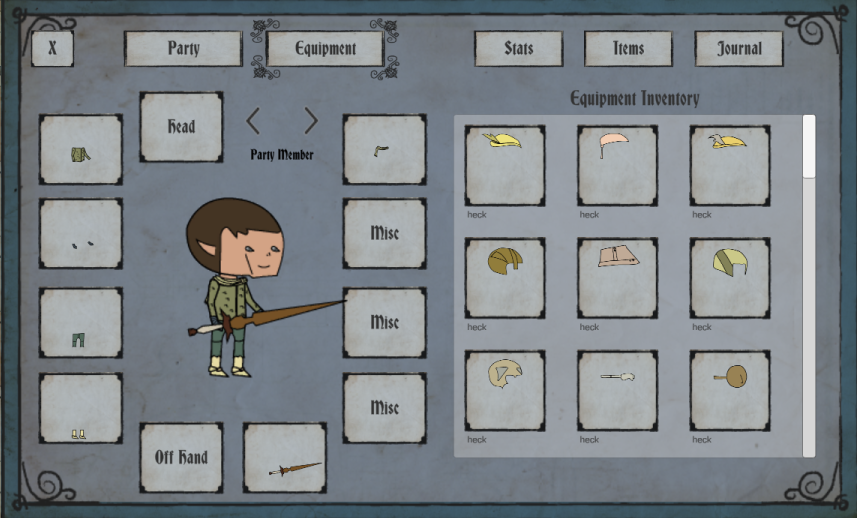 X
Party
Equipment
Stats
Items
Journal
Equipment Inventory
Head
Party Member
Misc
Misc
Misc
Off Hand
heck
heck
heck
heck
heck
heck
heck
heck
heck